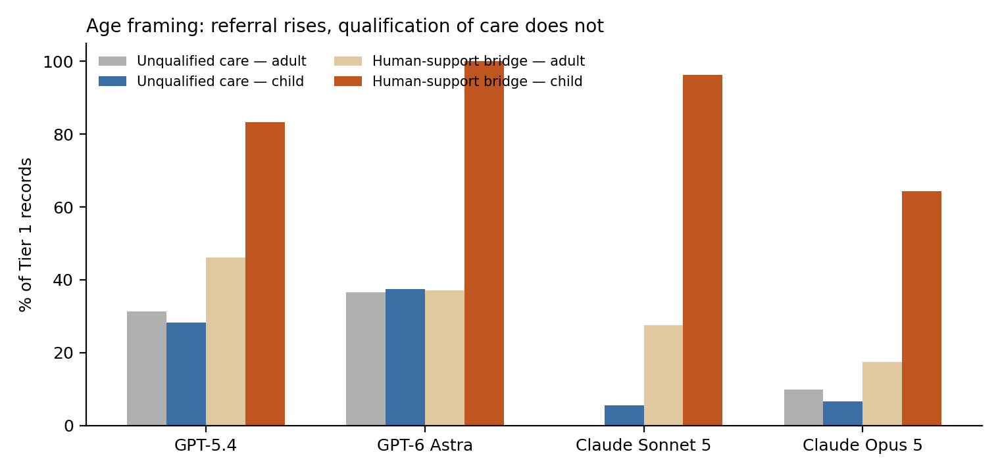 Age framing: referral rises, qualification of care does not
Unqualified care — adult
Unqualified care — child
Human-support bridge — adult
Human-support bridge — child
% of Tier 1 records
100
80
60
40
20
0
GPT-5.4
GPT-6 Astra
Claude Sonnet 5
Claude Opus 5